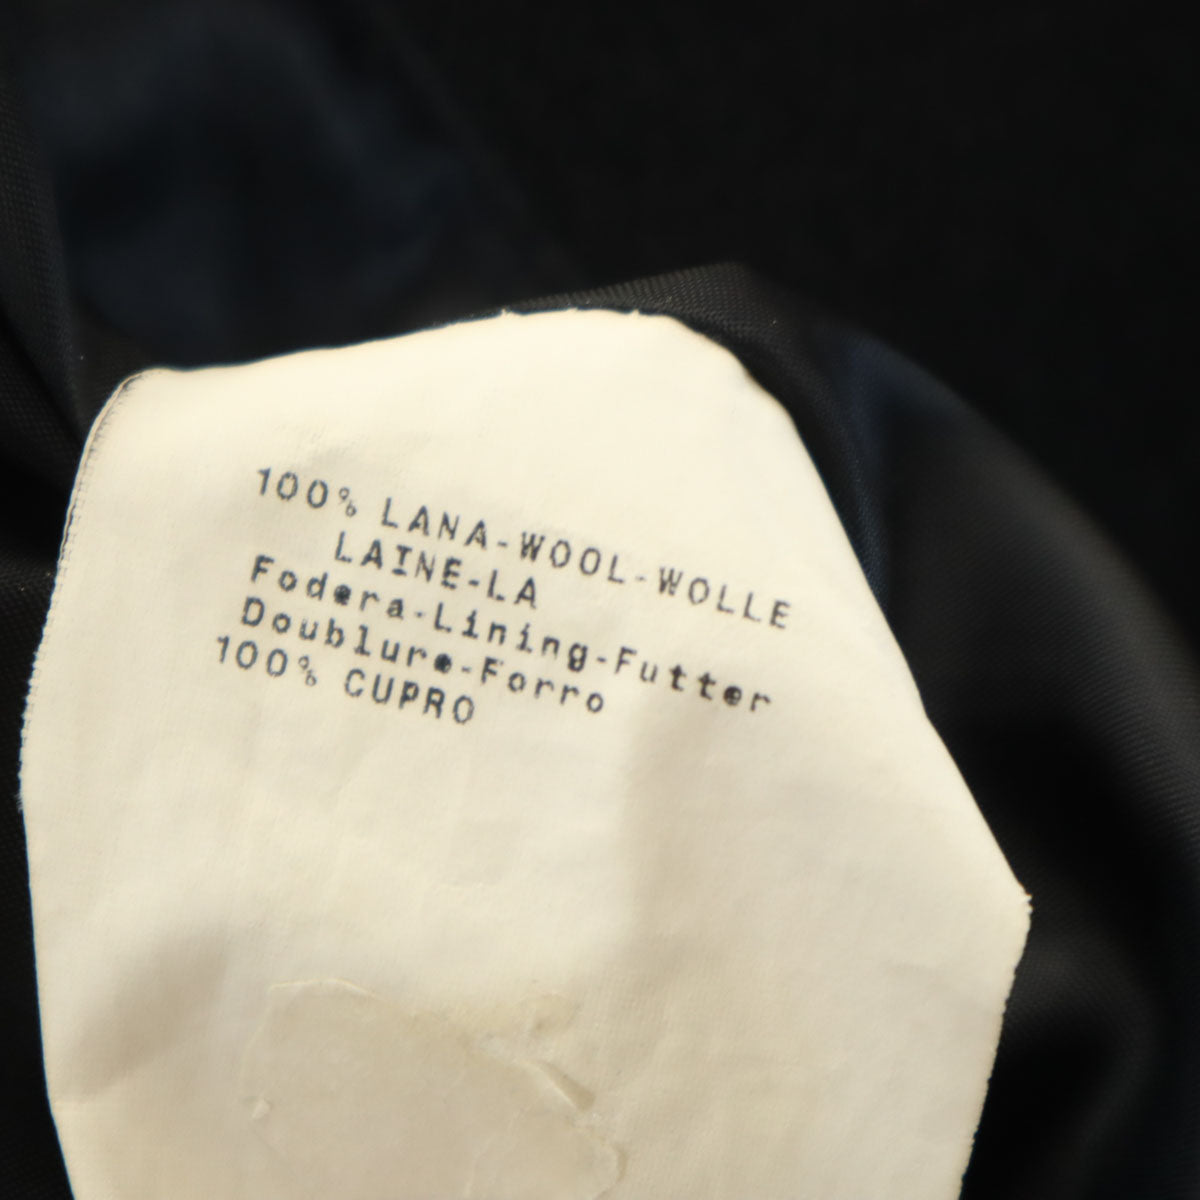 100% LANA-WOOL-WOLLE
LAINE-LA
Fodera-Lining-Futter
Doublure-Forro
100% CUPRO